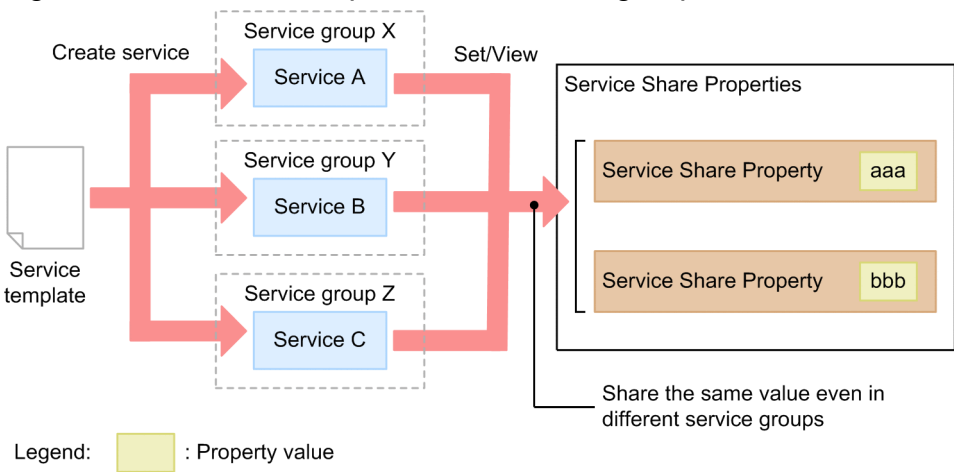 Service group X
Create service
Set/View
Service A
Service Share Properties
Service group Y
Service Share Property
aaa
Service B
Service template
Service group Z
Service Share Property
bbb
Service C
Share the same value even in
different service groups
Legend:
: Property value